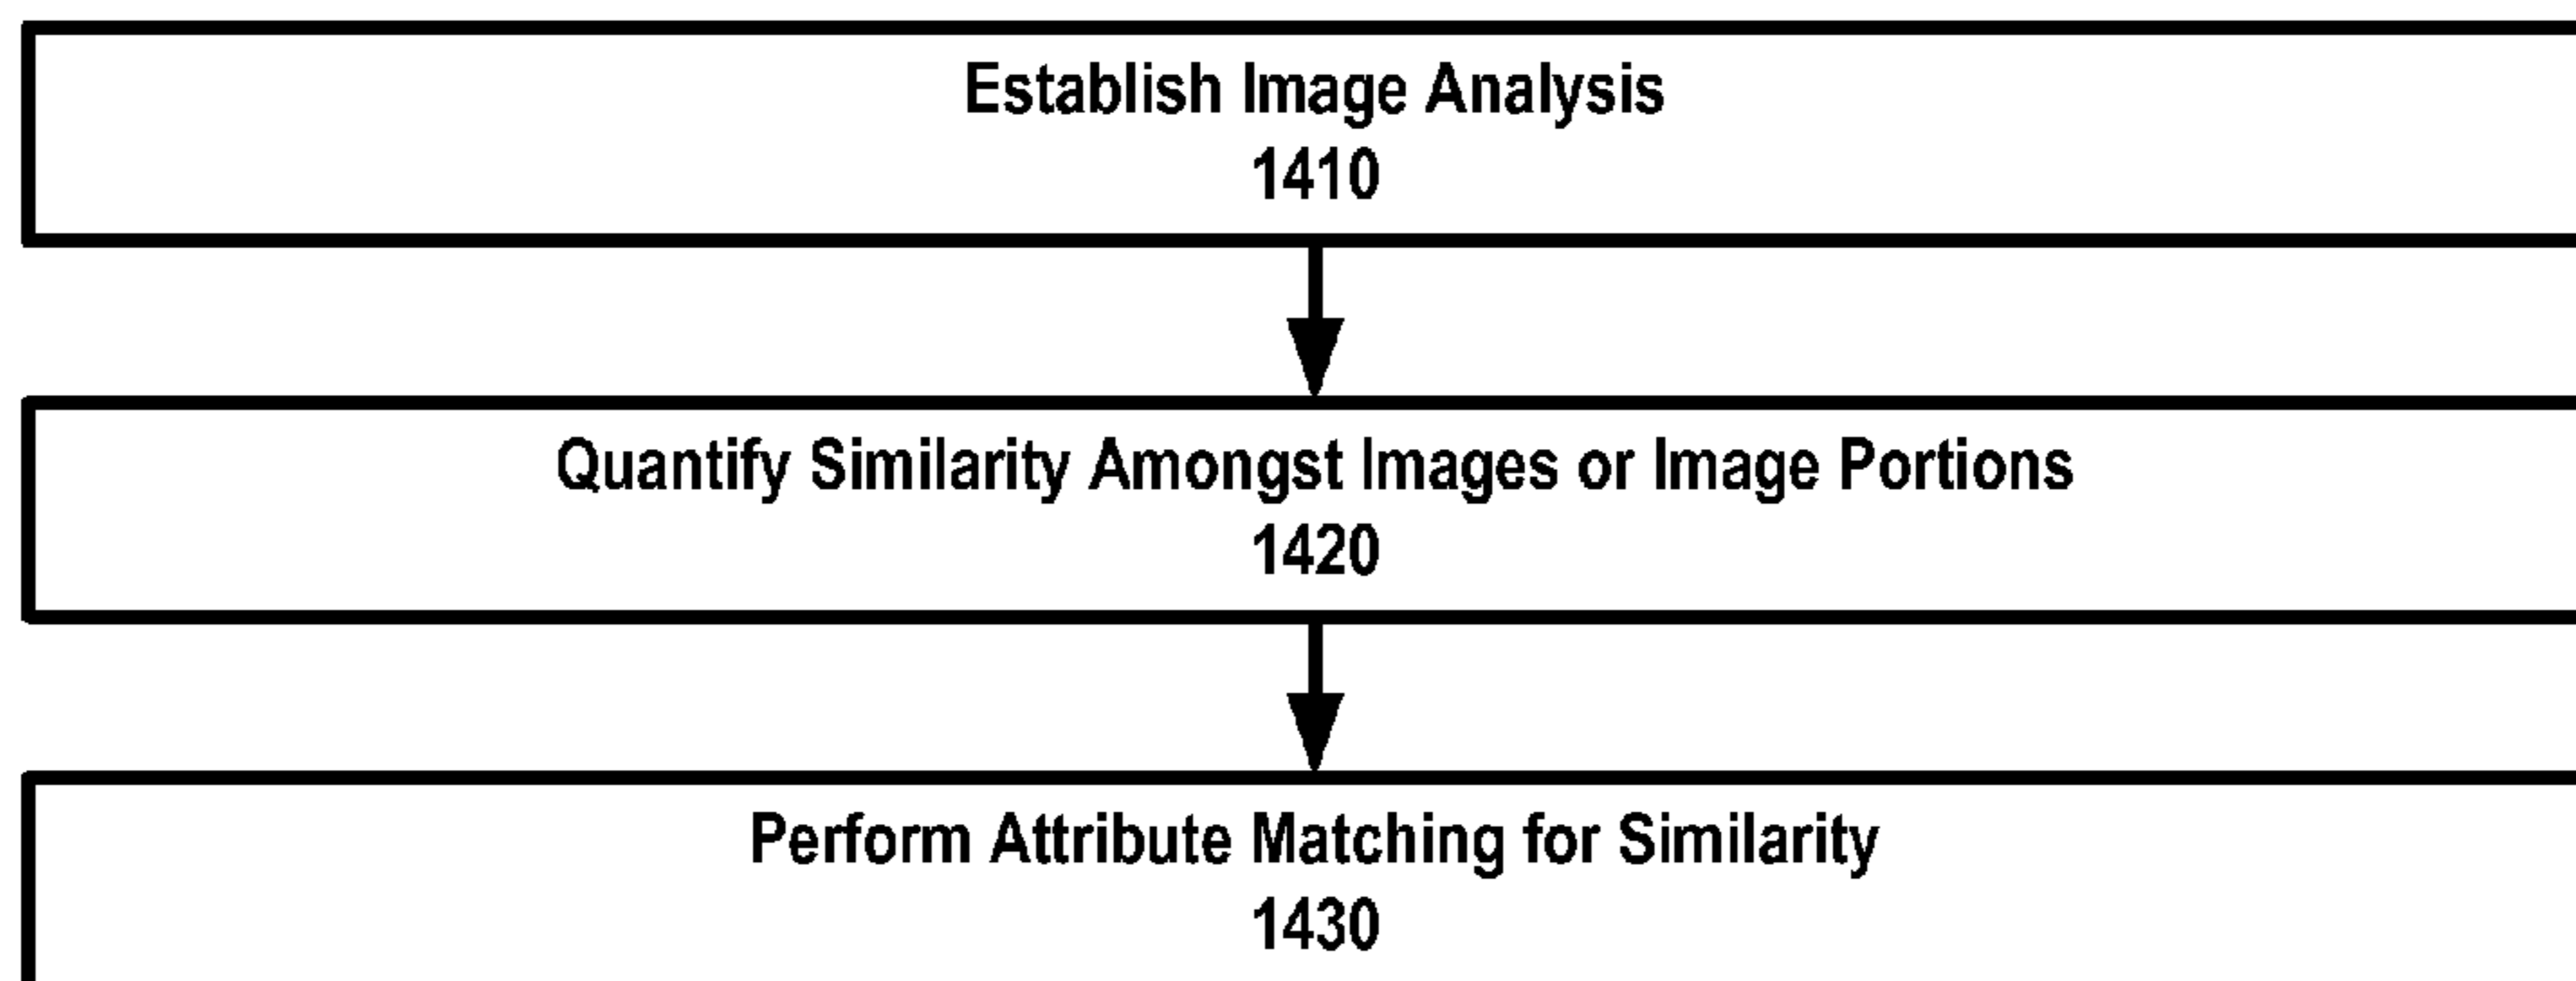 Establish Image Analysis
1410
Quantify Similarity Amongst Images or Image Portions
1420
Perform Attribute Matching for Similarity
1430